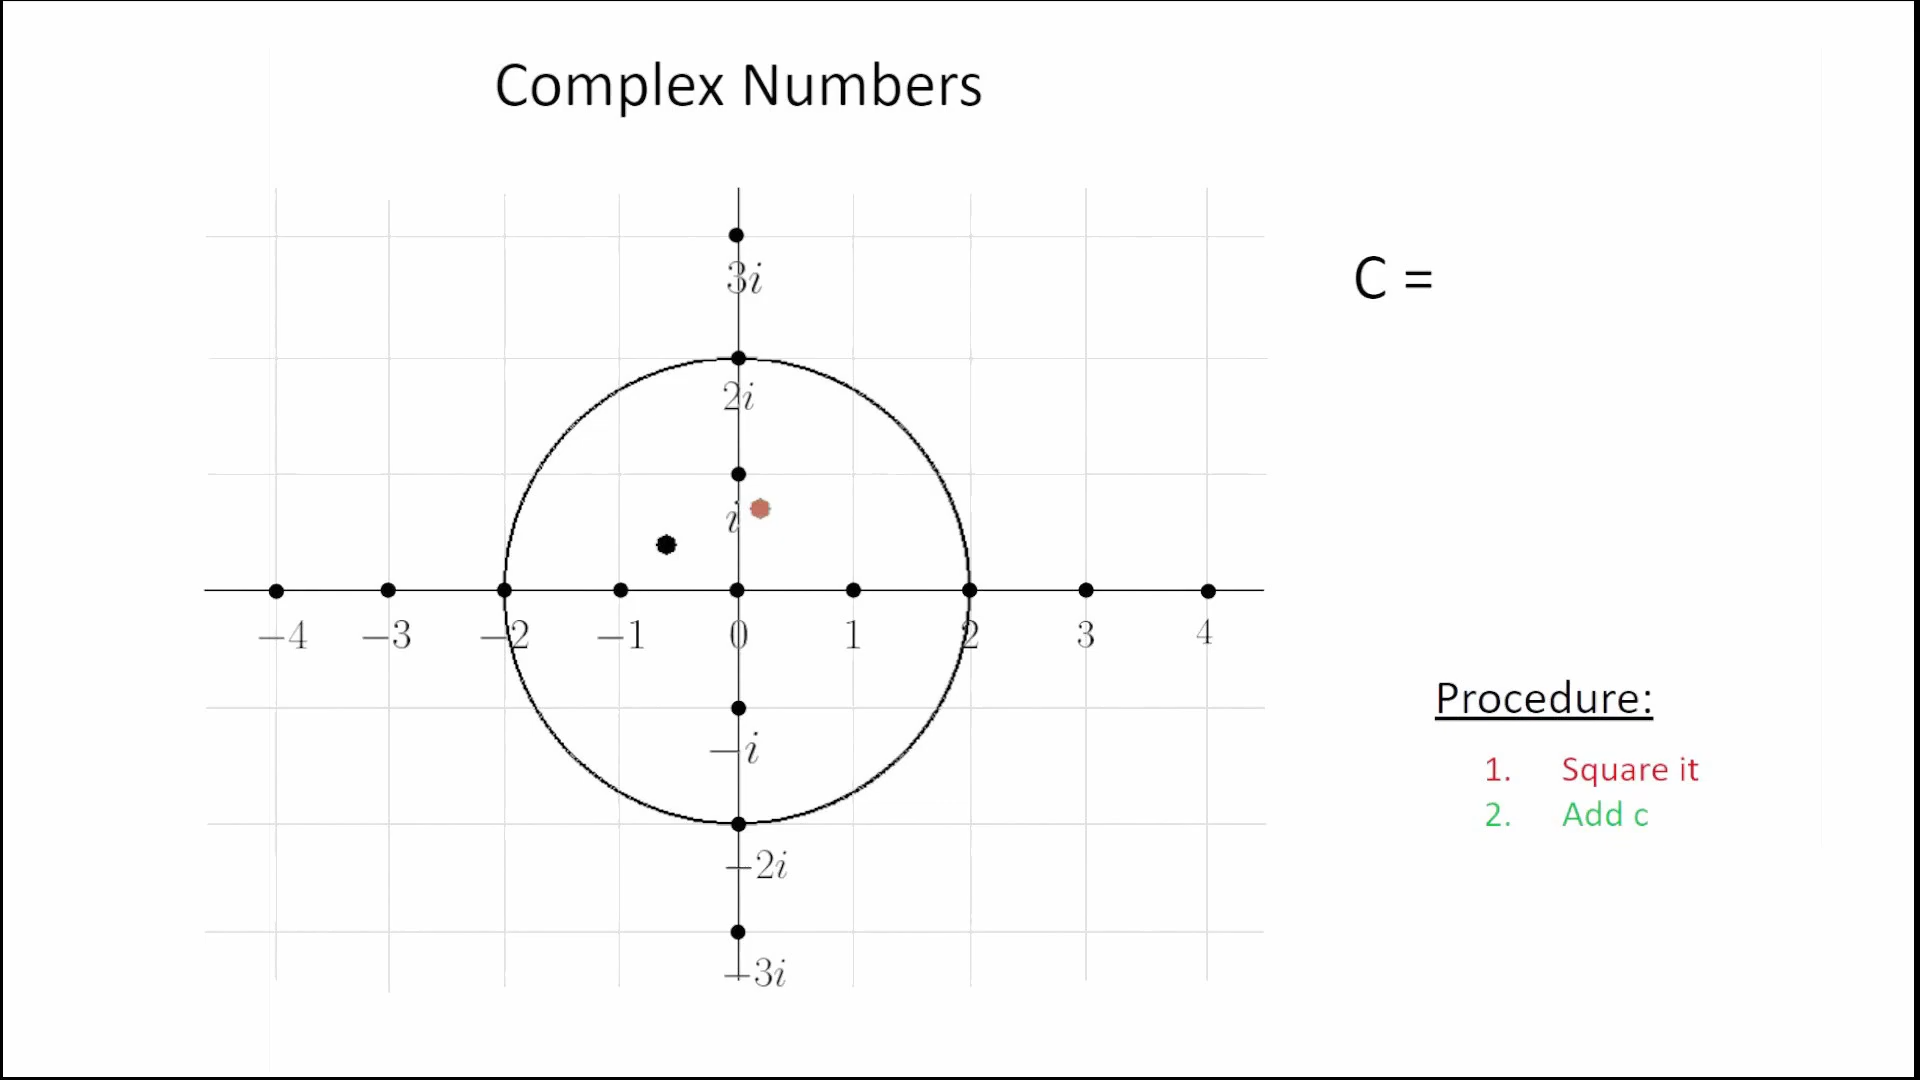 Complex Numbers
C =
3i
2i
i
−4 −3 −2 −1 0 1 2 3 4
−i
−2i
−3i
Procedure:
1. Square it
2. Add c